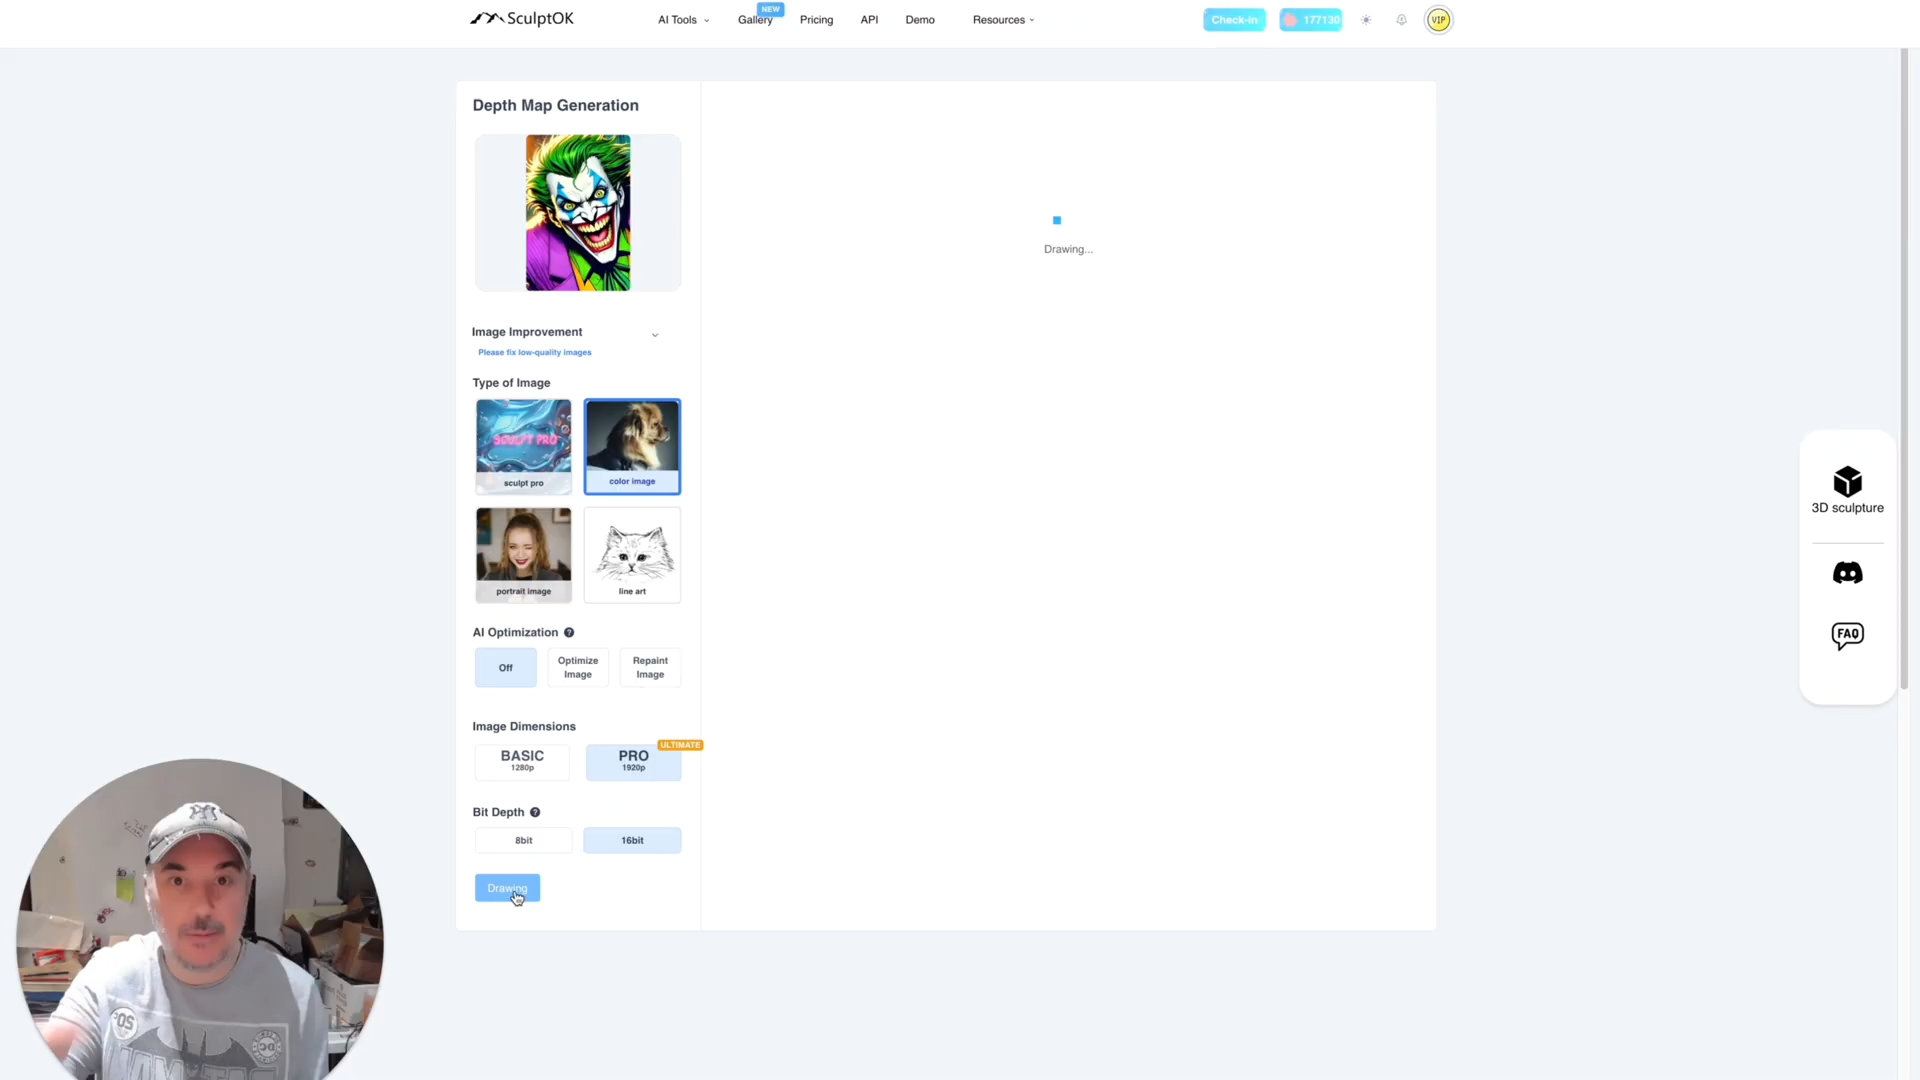 SculptOK
AI Tools
Gallery
NEW
Pricing
API
Demo
Resources
Check-in
177130
VIP
Depth Map Generation
Image Improvement
Please fix low-quality images
Type of Image
SCULPT PRO
sculpt pro
color image
portrait image
line art
AI Optimization ?
Off
Optimize Image
Repaint Image
Image Dimensions
BASIC
1280p
ULTIMATE
PRO
1920p
Bit Depth ?
8bit
16bit
Drawing
Drawing...
3D sculpture
FAQ